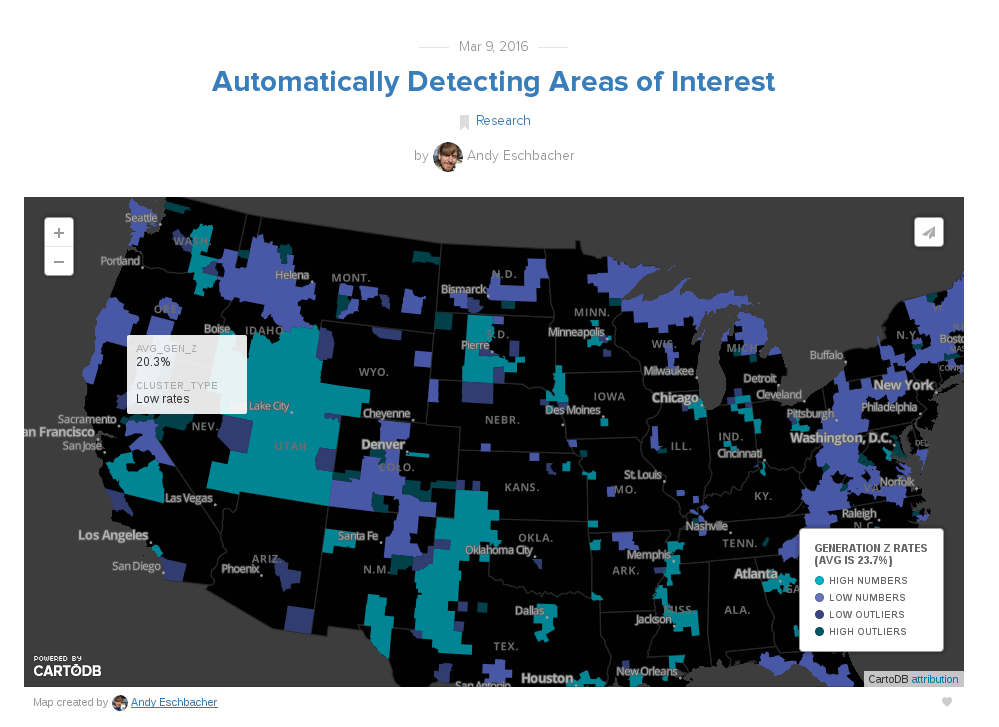 Mar 9, 2016
Automatically Detecting Areas of Interest
Research
by Andy Eschbacher
Seattle
WASH.
+
Portland
Helena
MONT.
N.D.
Bismarck
−
ORE.
Boise
IDAHO
MINN.
Minneapolis
S.D.
Pierre
WIS.
MICH.
N.Y.
Boston
AVG_GEN_Z
20.3%
WYO.
Milwaukee
Buffalo
CLUSTER_TYPE
Low rates
Detroit
Cleveland
New York
IOWA
Chicago
Salt Lake City
Des Moines
Cheyenne
Pittsburgh
Philadelphia
Sacramento
NEV.
NEBR.
an Francisco
San Jose
UTAH
Denver
COLO.
ILL.
IND.
Washington, D.C.
DEL.
Cincinnati
St. Louis
KANS.
MO.
KY.
VA.
Norfolk
Las Vegas
Raleigh
N.C.
Nashville
Los Angeles
Santa Fe
OKLA.
TENN.
Oklahoma City
Memphis
San Diego
Phoenix
ARIZ.
N.M.
ARK.
Atlanta
GA.
Dallas
MISS.
ALA.
Jackson
TEX.
New Orleans
Houston
San Antonio
GENERATION Z RATES
(AVG IS 23.7%)
HIGH NUMBERS
LOW NUMBERS
LOW OUTLIERS
HIGH OUTLIERS
POWERED BY
CARTODB
CartoDB attribution
Map created by Andy Eschbacher